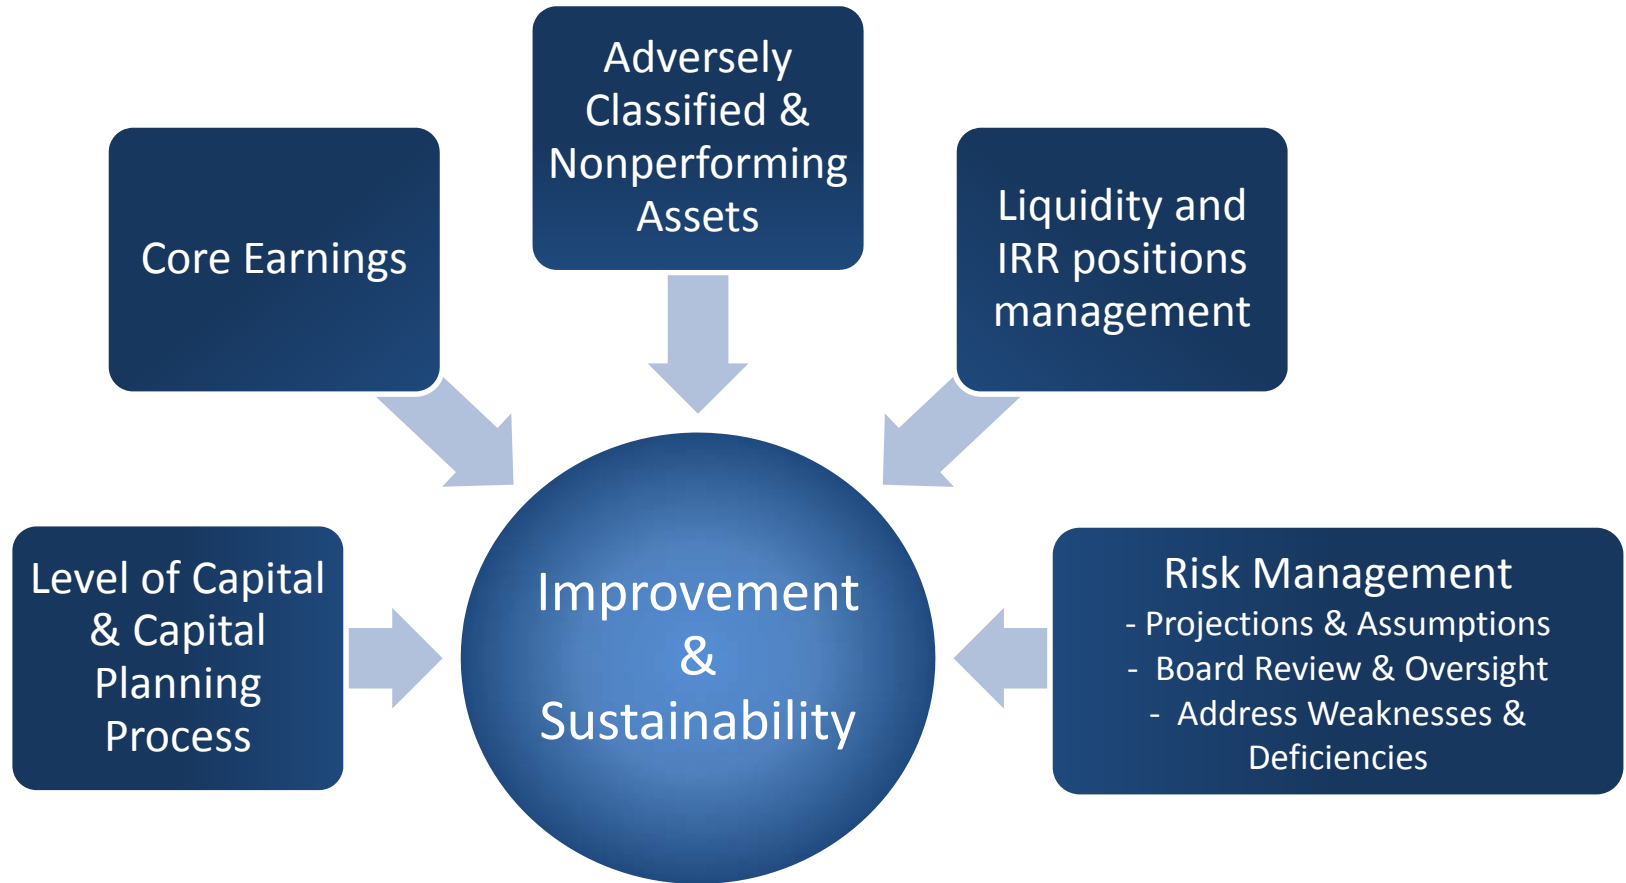 Adversely
Classified &
Nonperforming
Assets
Core Earnings
Liquidity and
IRR positions
management
Level of Capital
& Capital
Planning
Process
Improvement
&
Sustainability
Risk Management
- Projections & Assumptions
- Board Review & Oversight
- Address Weaknesses &
Deficiencies